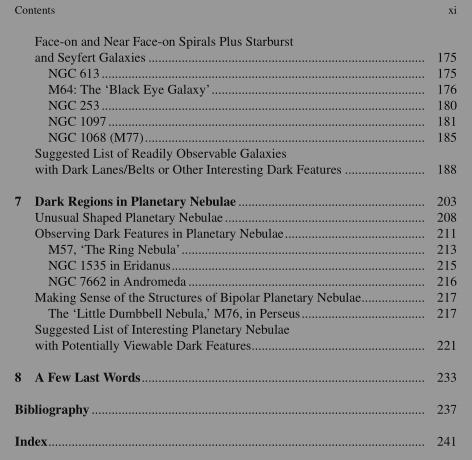 Contents xi
Face-on and Near Face-on Spirals Plus Starburst
and Seyfert Galaxies ........ 175
NGC 613 ........ 175
M64: The ‘Black Eye Galaxy’ ........ 176
NGC 253 ........ 180
NGC 1097 ........ 181
NGC 1068 (M77) ........ 185
Suggested List of Readily Observable Galaxies
with Dark Lanes/Belts or Other Interesting Dark Features ........ 188
7 Dark Regions in Planetary Nebulae ........ 203
Unusual Shaped Planetary Nebulae ........ 208
Observing Dark Features in Planetary Nebulae ........ 211
M57, ‘The Ring Nebula’ ........ 213
NGC 1535 in Eridanus ........ 215
NGC 7662 in Andromeda ........ 216
Making Sense of the Structures of Bipolar Planetary Nebulae ........ 217
The ‘Little Dumbbell Nebula,’ M76, in Perseus ........ 217
Suggested List of Interesting Planetary Nebulae
with Potentially Viewable Dark Features ........ 221
8 A Few Last Words ........ 233
Bibliography ........ 237
Index ........ 241